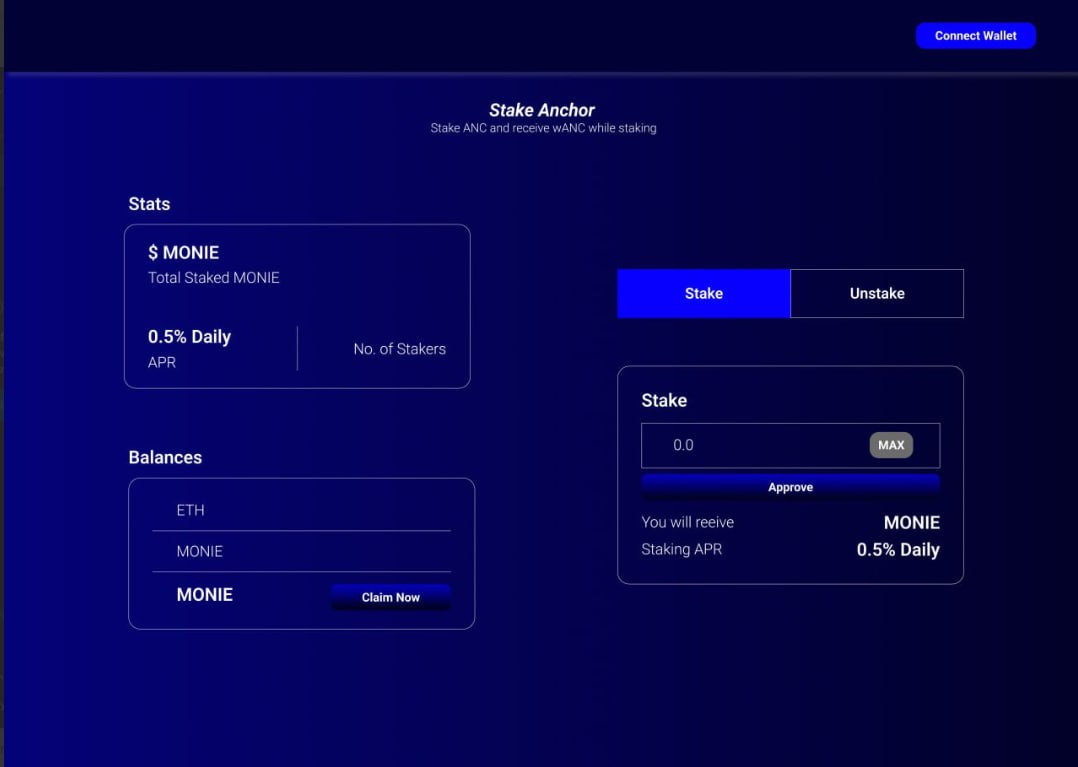 Connect Wallet
Stake Anchor
Stake ANC and receive wANC while staking
Stats
$ MONIE
Total Staked MONIE
0.5% Daily
APR
No. of Stakers
Balances
ETH
MONIE
MONIE
Claim Now
Stake
Unstake
Stake
0.0
MAX
Approve
You will reeive
MONIE
Staking APR
0.5% Daily